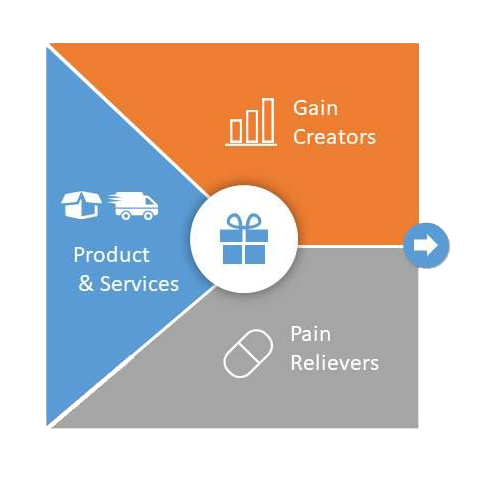 Gain
Creators
Product
& Services
Pain
Relievers